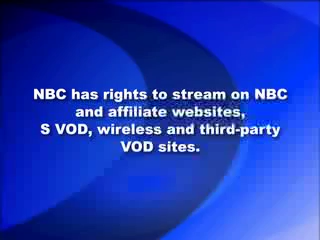 NBC has rights to stream on NBC
and affiliate websites,
S VOD, wireless and third-party
VOD sites.